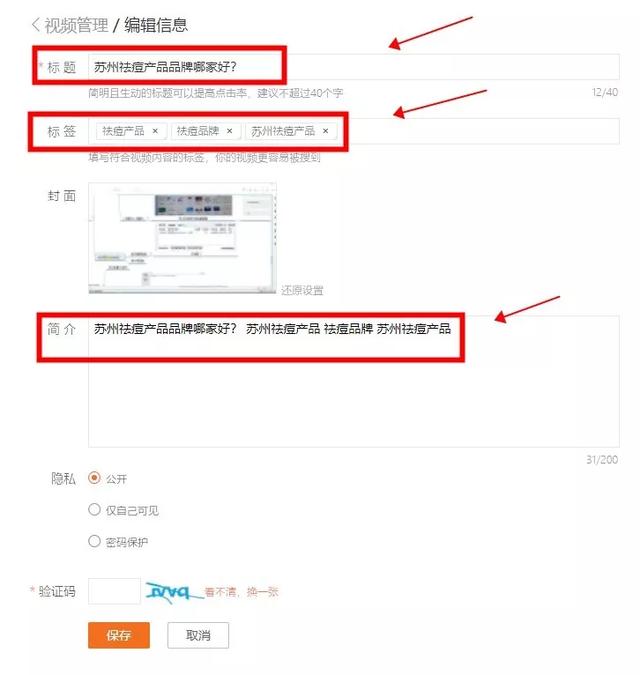 视频管理 / 编辑信息
* 标 题 苏州祛痘产品品牌哪家好?
简明且生动的标题可以提高点击率，建议不超过40个字 12/40
标 签 祛痘产品 × 祛痘品牌 × 苏州祛痘产品 ×
填写符合视频内容的标签，你的视频更容易被搜到
封 面
还原设置
简 介 苏州祛痘产品品牌哪家好? 苏州祛痘产品 祛痘品牌 苏州祛痘产品
31/200
隐私 公开
仅自己可见
密码保护
* 验证码 看不清，换一张
保存 取消